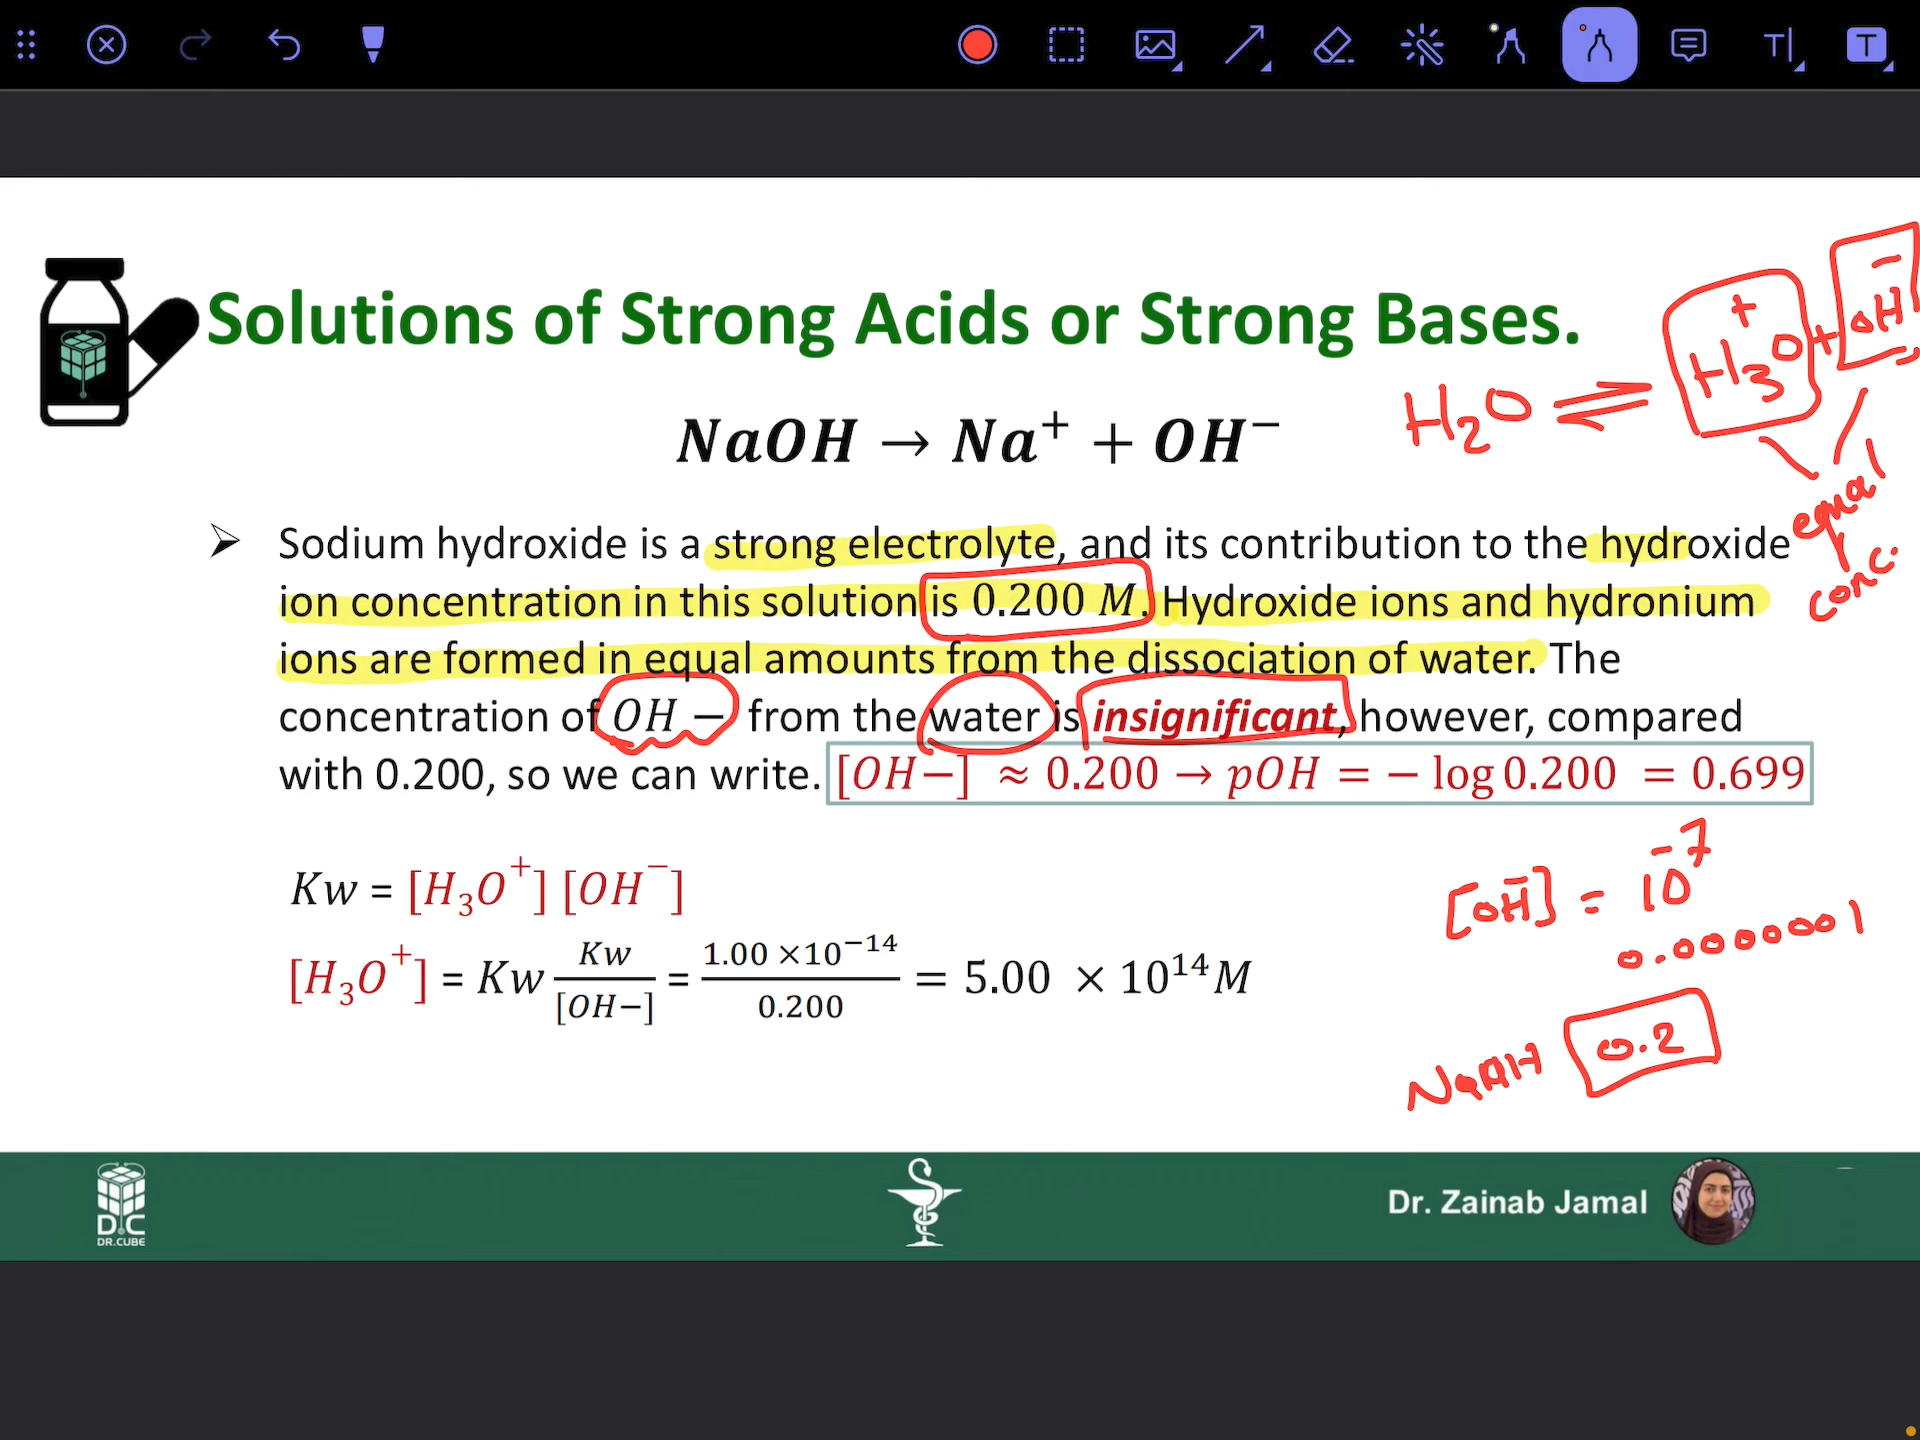 Solutions of Strong Acids or Strong Bases.
H₂O ⇌ H₃O⁺ + OH⁻
equal
conc.
NaOH → Na⁺ + OH⁻
➢ Sodium hydroxide is a strong electrolyte, and its contribution to the hydroxide
ion concentration in this solution is 0.200 M. Hydroxide ions and hydronium
ions are formed in equal amounts from the dissociation of water. The
concentration of OH − from the water is insignificant, however, compared
with 0.200, so we can write. [OH−] ≈ 0.200 → pOH = − log 0.200 = 0.699
Kw = [H₃O⁺] [OH⁻]
[H₃O⁺] = Kw Kw/[OH−] = 1.00 ×10⁻¹⁴/0.200 = 5.00 × 10¹⁴ M
[OH⁻] = 10⁻⁷
0.0000001
NaOH 0.2
D.C
DR.CUBE
Dr. Zainab Jamal